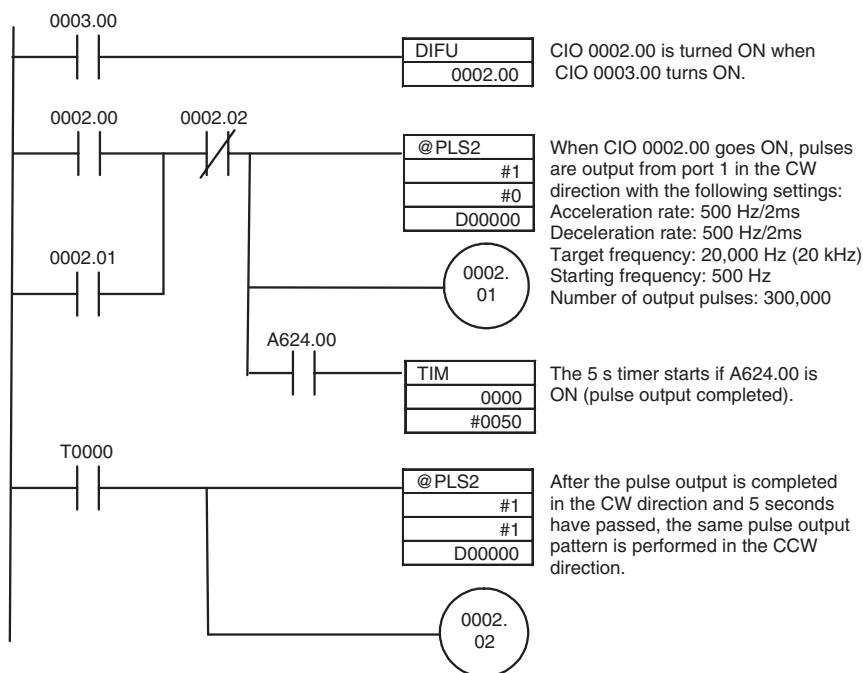 0003.00
DIFU
0002.00
CIO 0002.00 is turned ON when
CIO 0003.00 turns ON.
0002.00
0002.02
@PLS2
#1
#0
D00000
When CIO 0002.00 goes ON, pulses
are output from port 1 in the CW
direction with the following settings:
Acceleration rate: 500 Hz/2ms
Deceleration rate: 500 Hz/2ms
Target frequency: 20,000 Hz (20 kHz)
Starting frequency: 500 Hz
Number of output pulses: 300,000
0002.01
0002.
01
A624.00
TIM
0000
#0050
The 5 s timer starts if A624.00 is
ON (pulse output completed).
T0000
@PLS2
#1
#1
D00000
After the pulse output is completed
in the CW direction and 5 seconds
have passed, the same pulse output
pattern is performed in the CCW
direction.
0002.
02